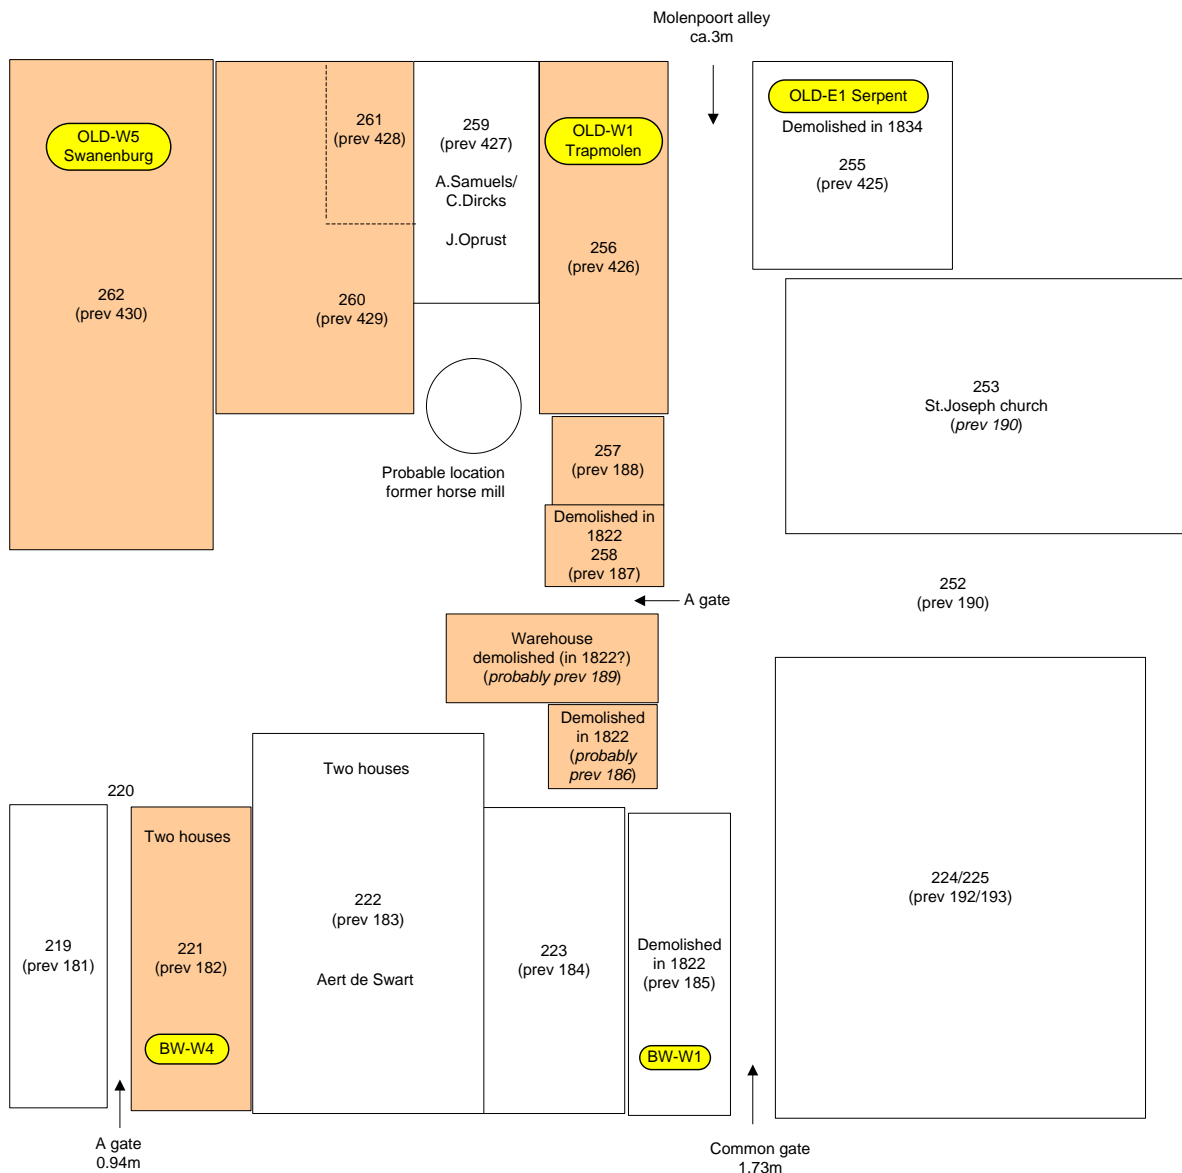 Molenpoort alley
ca.3m
OLD-W5
Swanenburg
262
(prev 430)
261
(prev 428)
260
(prev 429)
259
(prev 427)
A.Samuels/
C.Dircks
J.Oprust
OLD-W1
Trapmolen
256
(prev 426)
OLD-E1 Serpent
Demolished in 1834
255
(prev 425)
253
St.Joseph church
(prev 190)
Probable location
former horse mill
257
(prev 188)
Demolished in
1822
258
(prev 187)
A gate
252
(prev 190)
Warehouse
demolished (in 1822?)
(probably prev 189)
Demolished
in 1822
(probably
prev 186)
220
219
(prev 181)
Two houses
221
(prev 182)
BW-W4
Two houses
222
(prev 183)
Aert de Swart
223
(prev 184)
Demolished
in 1822
(prev 185)
BW-W1
224/225
(prev 192/193)
A gate
0.94m
Common gate
1.73m